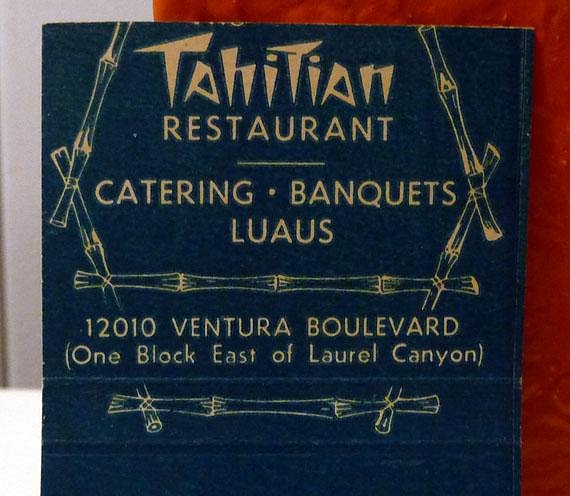 TAHITIAN
RESTAURANT
CATERING · BANQUETS
LUAUS
12010 VENTURA BOULEVARD
(One Block East of Laurel Canyon)